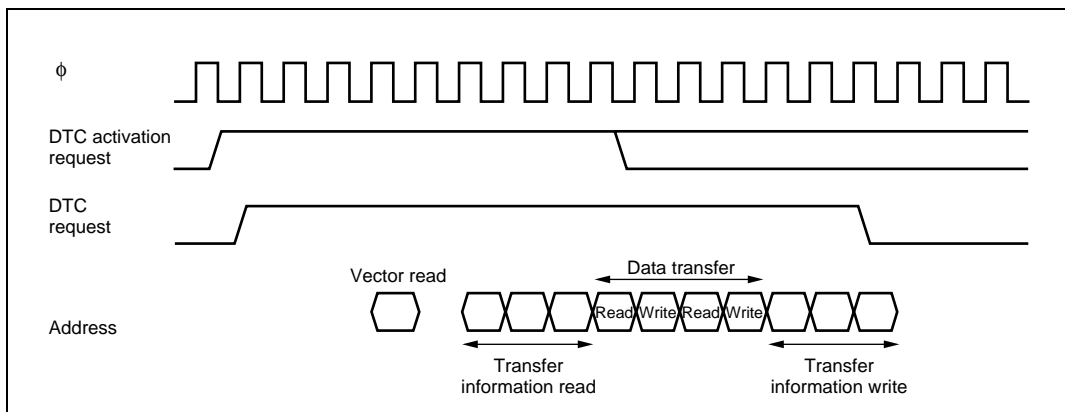 φ
DTC activation
request
DTC
request
Vector read
Data transfer
Address
Read Write Read Write
Transfer
information read
Transfer
information write